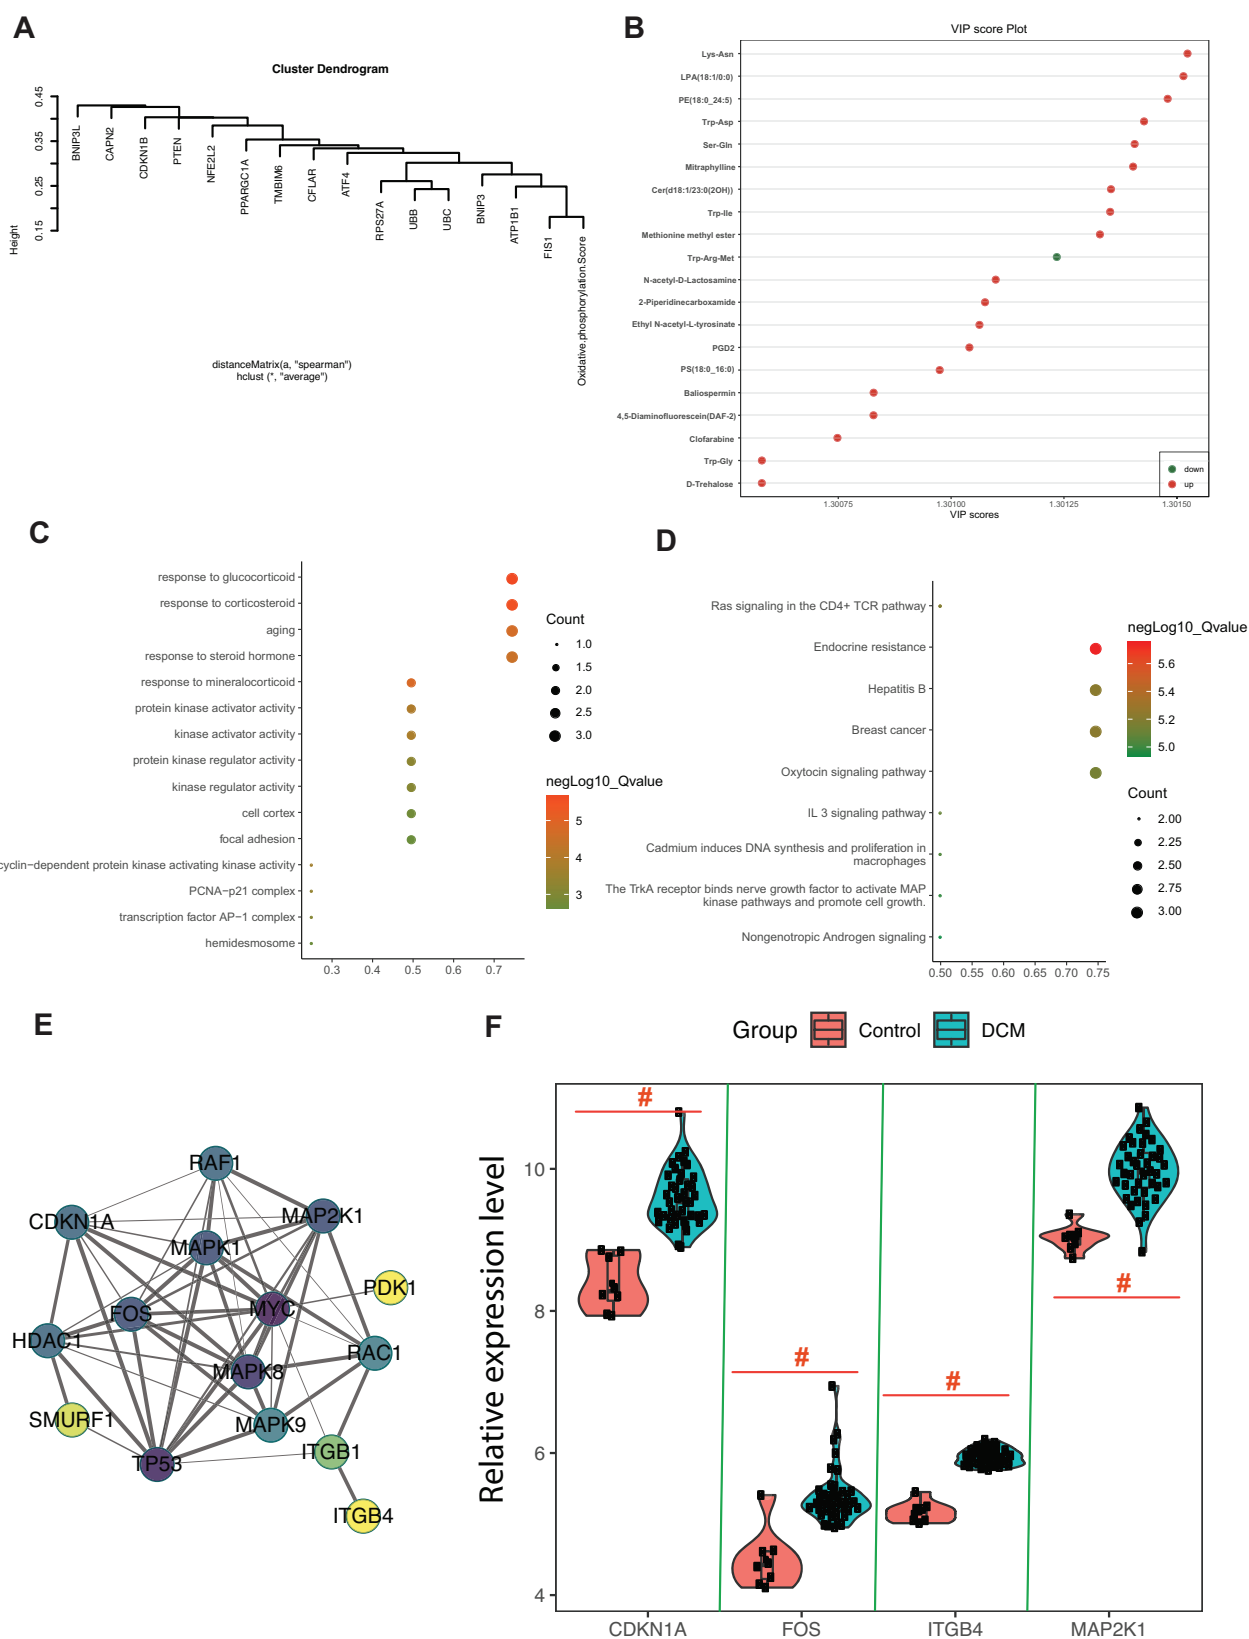 A
Cluster Dendrogram
Height
0.45
0.35
0.25
0.15
BNIP3L
CAPN2
CDKN1B
PTEN
NFE2L2
PPARGC1A
TMBIM6
CFLAR
ATF4
RPS27A
UBB
UBC
BNIP3
ATP1B1
FIS1
Oxidative.phosphorylation.Score
distanceMatrix(a, "spearman")
hclust (*, "average")
B
VIP score Plot
Lys-Asn
LPA(18:1/0:0)
PE(18:0_24:5)
Trp-Asp
Ser-Gln
Mitraphylline
Cer(d18:1/23:0(2OH))
Trp-Ile
Methionine methyl ester
Trp-Arg-Met
N-acetyl-D-Lactosamine
2-Piperidinecarboxamide
Ethyl N-acetyl-L-tyrosinate
PGD2
PS(18:0_16:0)
Baliospermin
4,5-Diaminofluorescein(DAF-2)
Clofarabine
Trp-Gly
D-Trehalose
down
up
1.30075 1.30100 1.30125 1.30150
VIP scores
C
response to glucocorticoid
response to corticosteroid
aging
response to steroid hormone
response to mineralocorticoid
protein kinase activator activity
kinase activator activity
protein kinase regulator activity
kinase regulator activity
cell cortex
focal adhesion
cyclin−dependent protein kinase activating kinase activity
PCNA−p21 complex
transcription factor AP−1 complex
hemidesmosome
0.3 0.4 0.5 0.6 0.7
Count
1.0
1.5
2.0
2.5
3.0
negLog10_Qvalue
5
4
3
D
Ras signaling in the CD4+ TCR pathway
Endocrine resistance
Hepatitis B
Breast cancer
Oxytocin signaling pathway
IL 3 signaling pathway
Cadmium induces DNA synthesis and proliferation in
macrophages
The TrkA receptor binds nerve growth factor to activate MAP
kinase pathways and promote cell growth.
Nongenotropic Androgen signaling
0.50 0.55 0.60 0.65 0.70 0.75
negLog10_Qvalue
5.6
5.4
5.2
5.0
Count
2.00
2.25
2.50
2.75
3.00
E
RAF1
CDKN1A
MAP2K1
MAPK1
PDK1
FOS
MYC
HDAC1
RAC1
MAPK8
SMURF1
MAPK9
ITGB1
TP53
ITGB4
F
Group Control DCM
Relative expression level
10
8
6
4
#
#
#
#
CDKN1A FOS ITGB4 MAP2K1